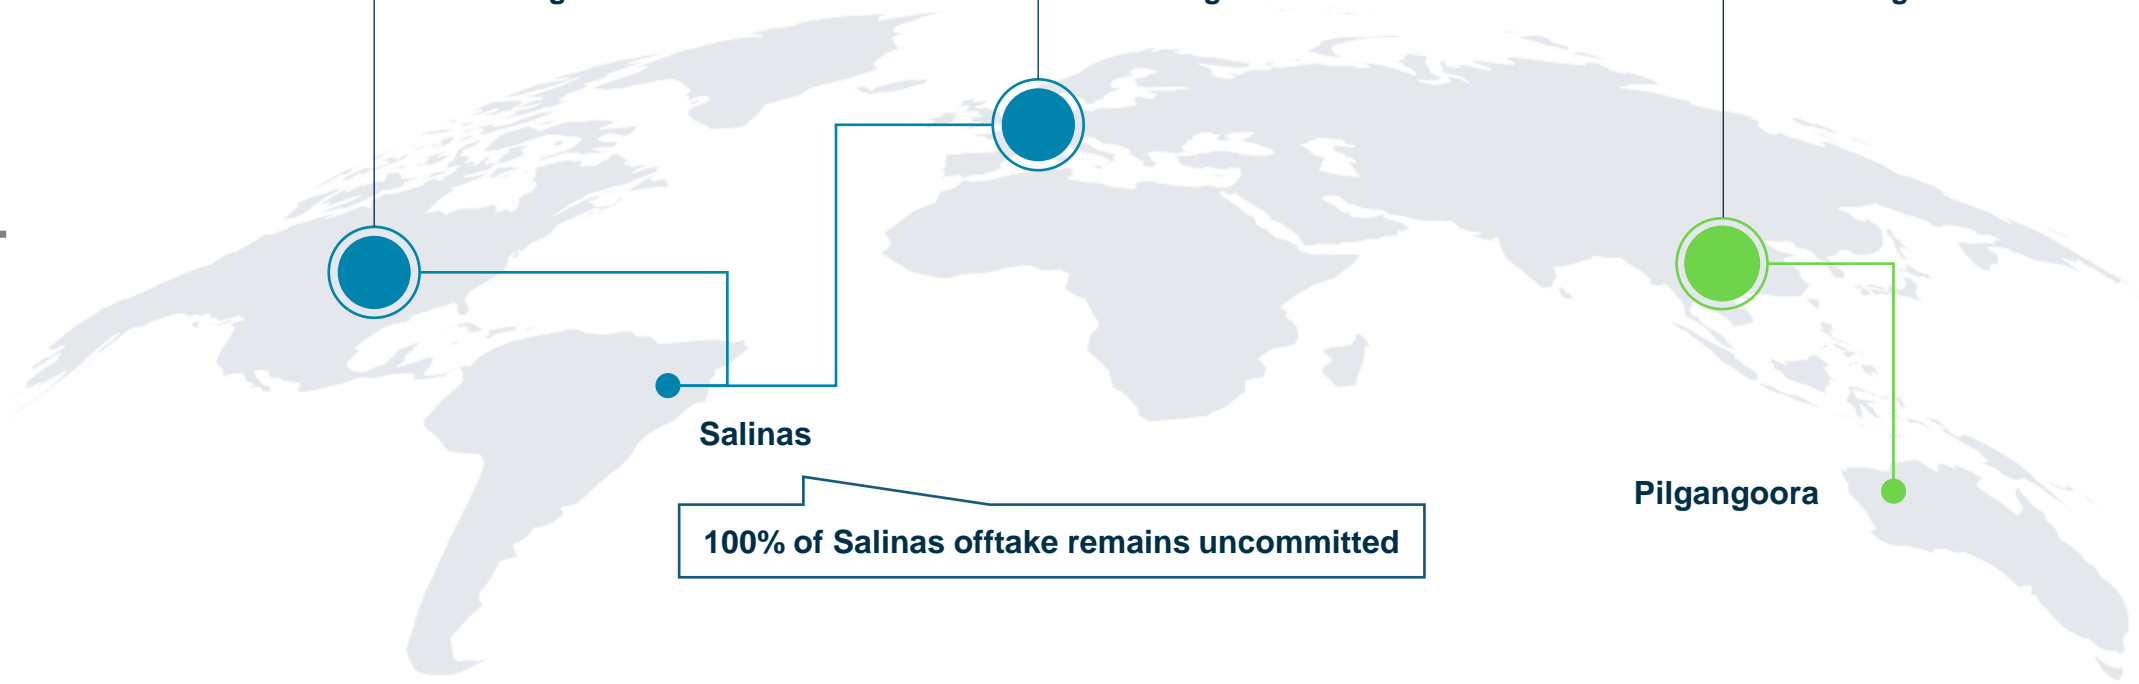 Salinas
Pilgangoora
100% of Salinas offtake remains uncommitted